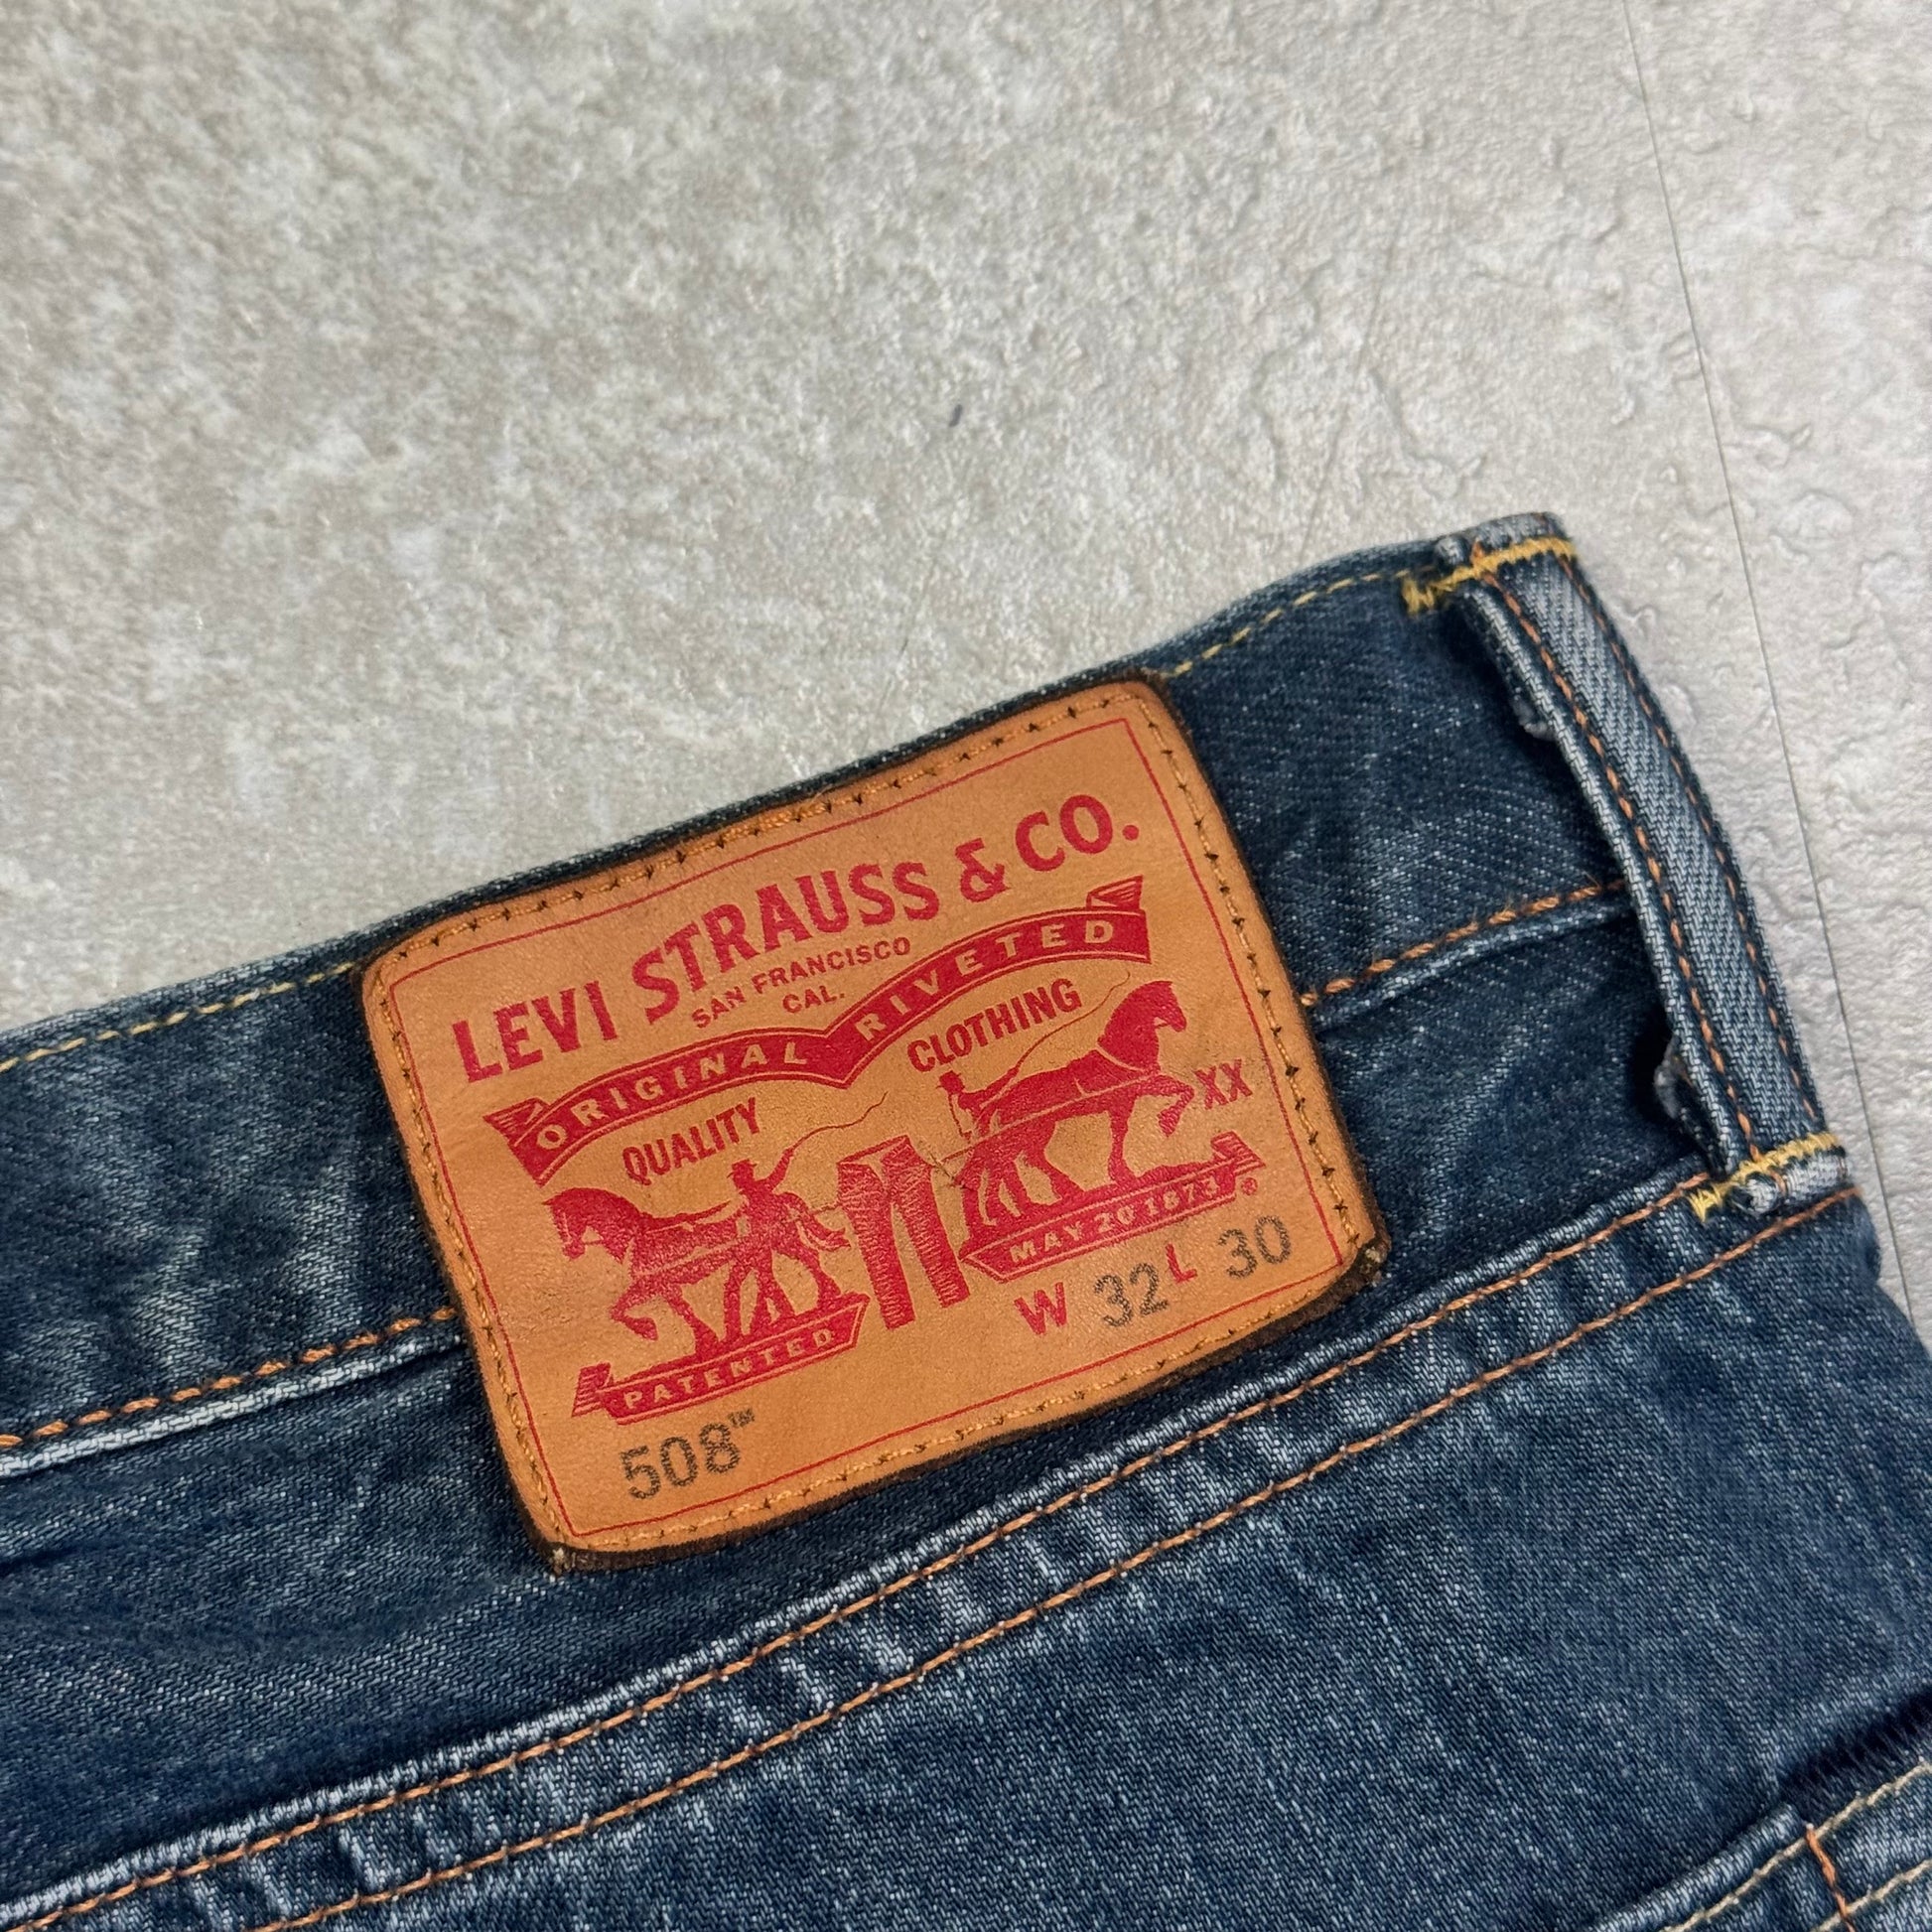 LEVI STRAUSS & CO.
SAN FRANCISCO
CAL.
ORIGINAL RIVETED
QUALITY CLOTHING
XX
PATENTED MAY 20 1873 ®
W 32 L 30
508™